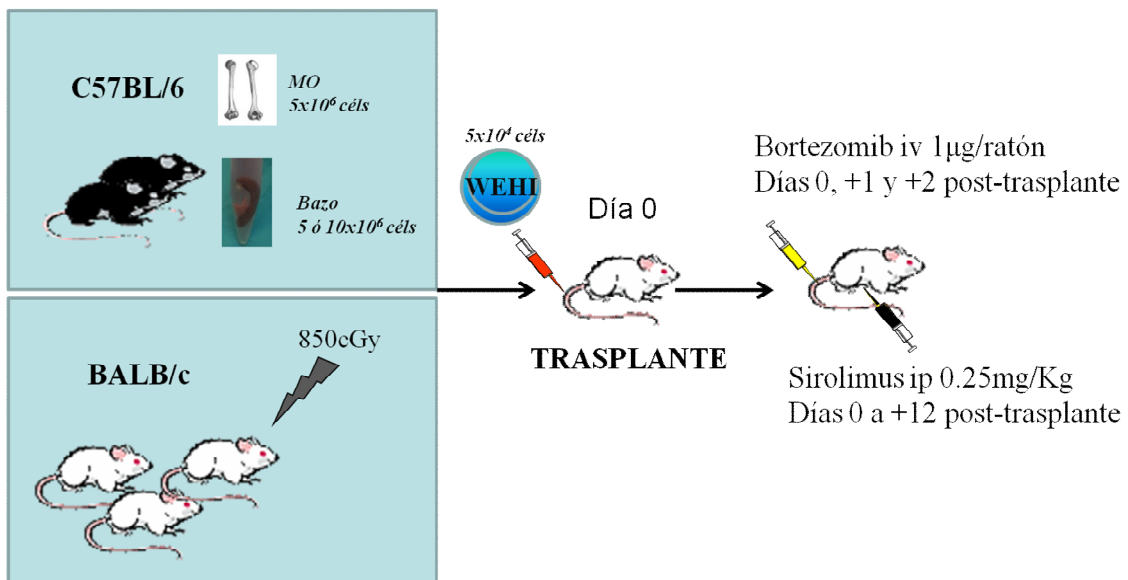 C57BL/6
MO
5x10⁶ céls
Bazo
5 ó 10x10⁶ céls
BALB/c
850cGy
5x10⁴ céls
WEHI
Día 0
TRASPLANTE
Bortezomib iv 1µg/ratón
Días 0, +1 y +2 post-trasplante
Sirolimus ip 0.25mg/Kg
Días 0 a +12 post-trasplante